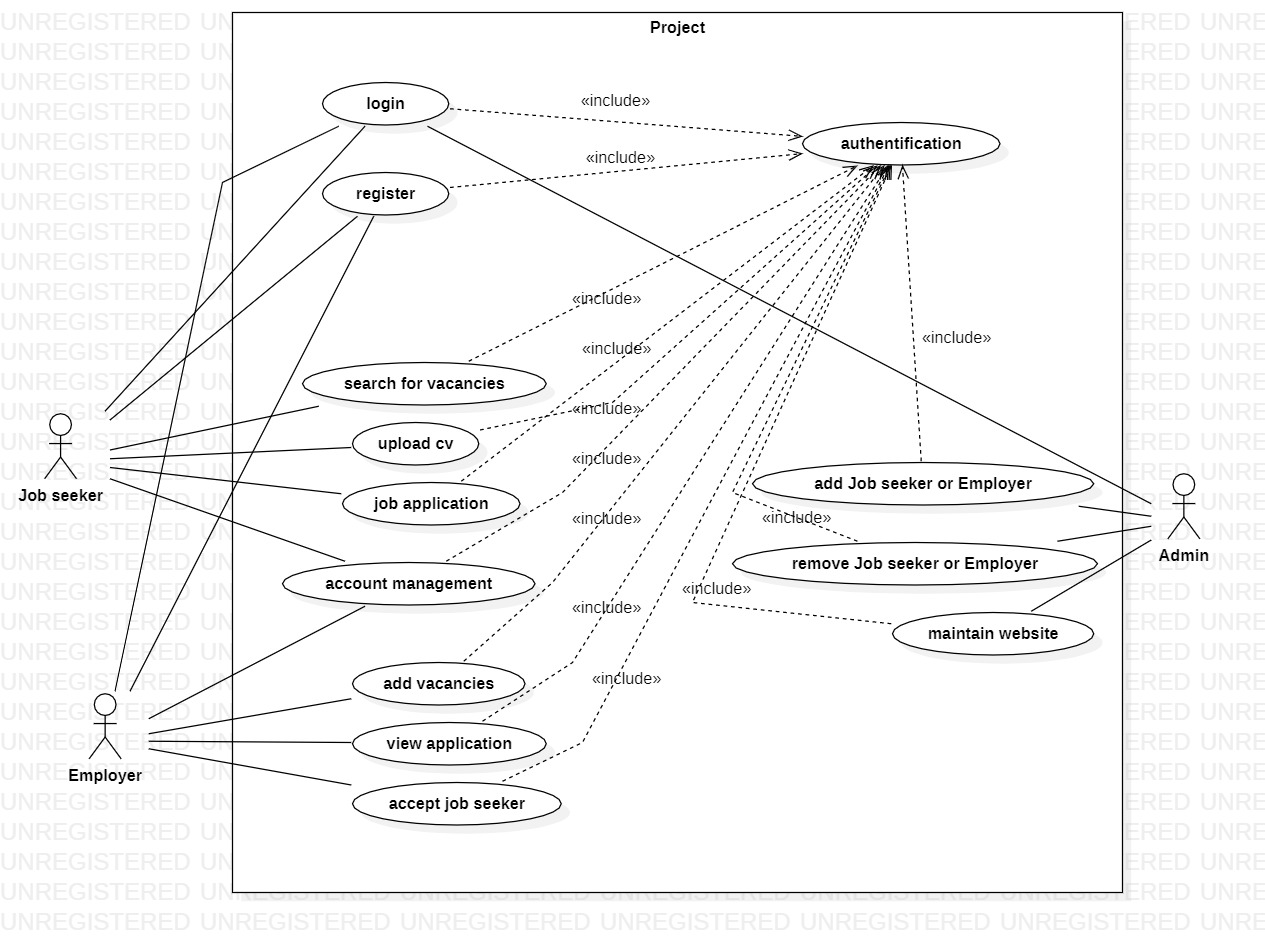 Project
login
«include»
authentification
«include»
register
«include»
«include»
«include»
search for vacancies
«include»
upload cv
«include»
job application
add Job seeker or Employer
Job seeker
«include»
«include»
remove Job seeker or Employer
Admin
account management
«include»
«include»
maintain website
«include»
add vacancies
view application
Employer
accept job seeker
UNREGISTERED UNREGISTERED UNREGISTERED UNREGISTERED UNREGISTERED UNREGISTERED UNRE